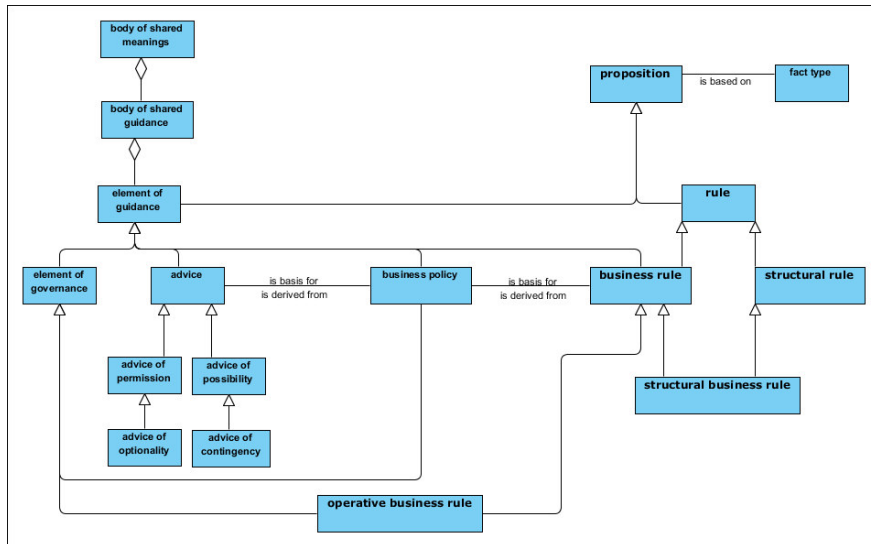 body of shared
meanings
proposition
is based on
fact type
body of shared
guidance
element of
guidance
rule
element of
governance
advice
is basis for
is derived from
business policy
is basis for
is derived from
business rule
structural rule
advice of
permission
advice of
possibility
structural business rule
advice of
optionality
advice of
contingency
operative business rule